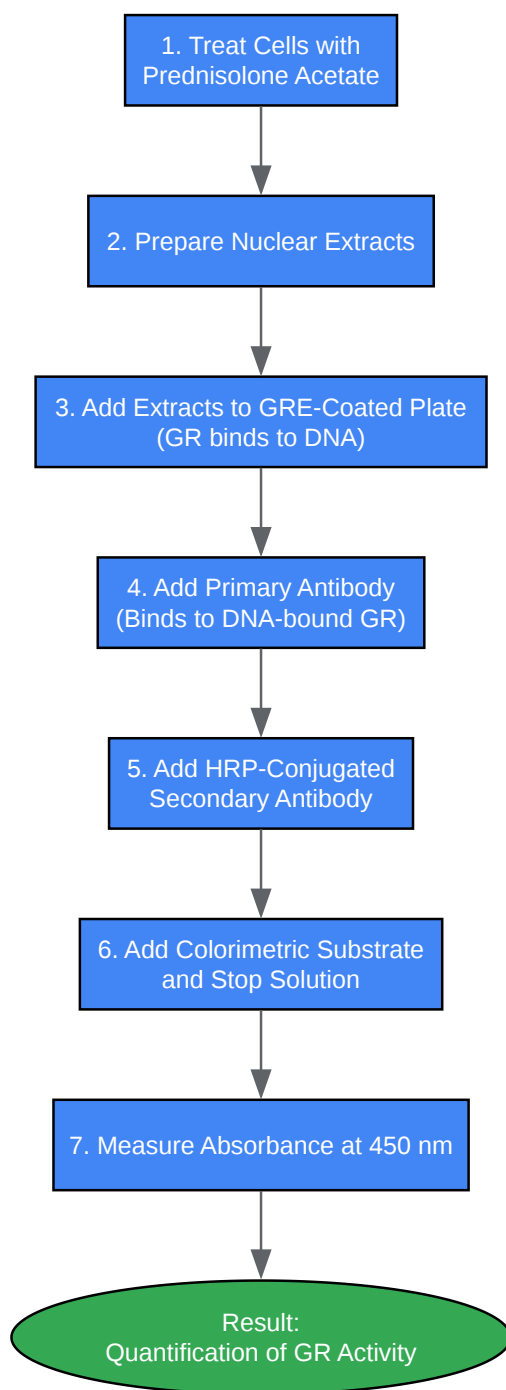 1. Treat Cells with
Prednisolone Acetate
2. Prepare Nuclear Extracts
3. Add Extracts to GRE-Coated Plate
(GR binds to DNA)
4. Add Primary Antibody
(Binds to DNA-bound GR)
5. Add HRP-Conjugated
Secondary Antibody
6. Add Colorimetric Substrate
and Stop Solution
7. Measure Absorbance at 450 nm
Result:
Quantification of GR Activity